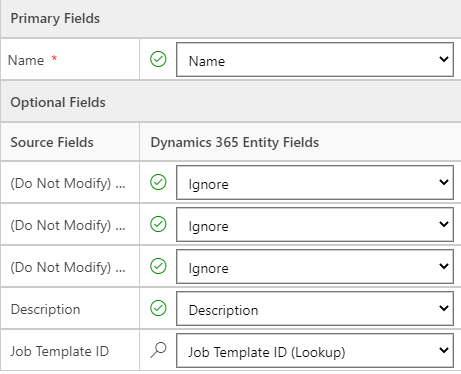 Primary Fields
Name * Name
Optional Fields
Source Fields Dynamics 365 Entity Fields
(Do Not Modify) ... Ignore
(Do Not Modify) ... Ignore
(Do Not Modify) ... Ignore
Description Description
Job Template ID Job Template ID (Lookup)